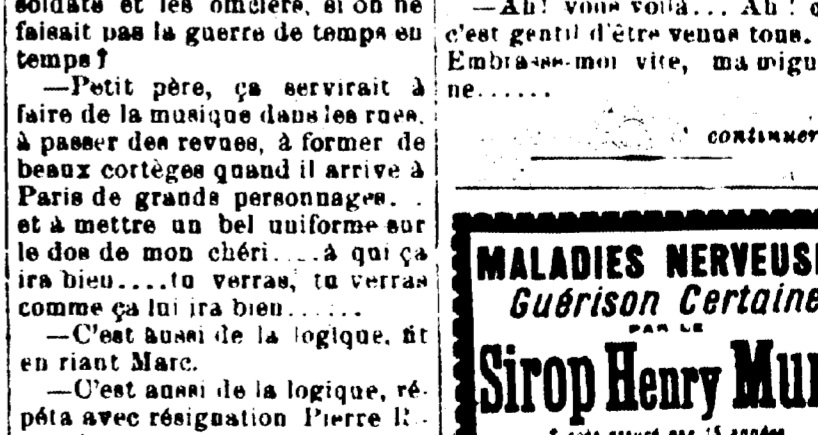 soldats et les officiers, si on ne
faisait pas la guerre de temps en
temps?
—Petit père, ça servirait à
faire de la musique dans les rues,
à passer des revues, à former de
beaux cortèges quand il arrive à
Paris de grands personnages. .
et à mettre un bel uniforme sur
le dos de mon chéri....à qui ça
ira bien....tu verras, tu verras
comme ça lui ira bien......
—C'est aussi de la logique, fit
en riant Marc.
—C'est aussi de la logique, ré-
péta avec résignation Pierre
—Ah! vous voilà... Ah!
c'est gentil d'être venus tous.
Embrasse-moi vite, ma mign
ne......
continuer
MALADIES NERVEUS
Guérison Certaine
PAR LE
Sirop Henry Mu